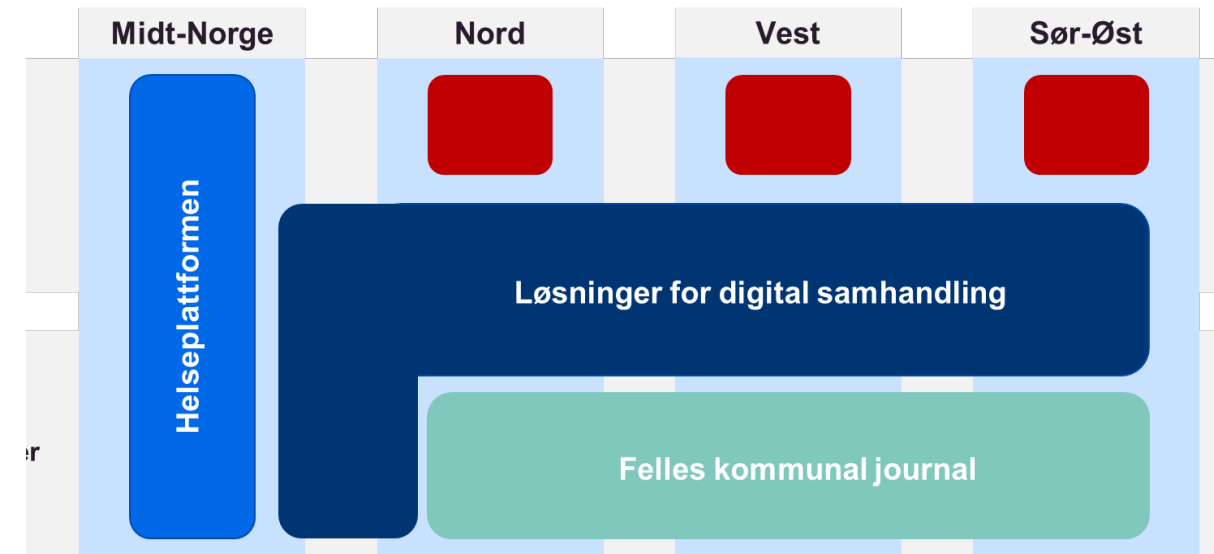 Midt-Norge
Nord
Vest
Sør-Øst
Helseplattformen
Løsninger for digital samhandling
Felles kommunal journal